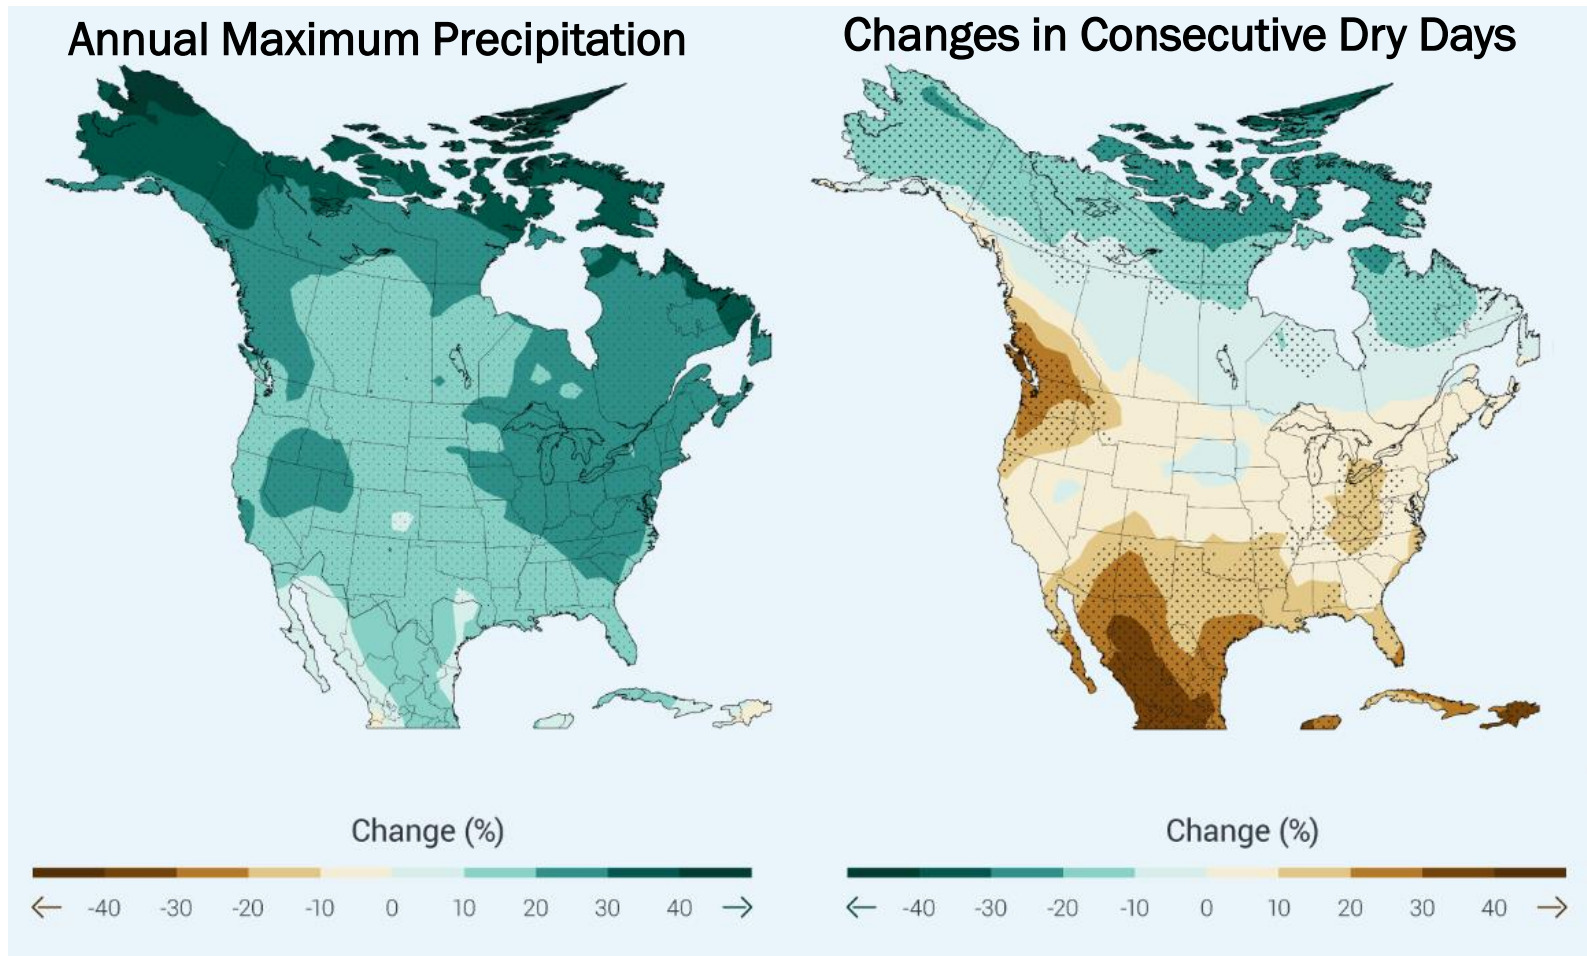 Annual Maximum Precipitation
Changes in Consecutive Dry Days
Change (%)
-40 -30 -20 -10 0 10 20 30 40
Change (%)
-40 -30 -20 -10 0 10 20 30 40